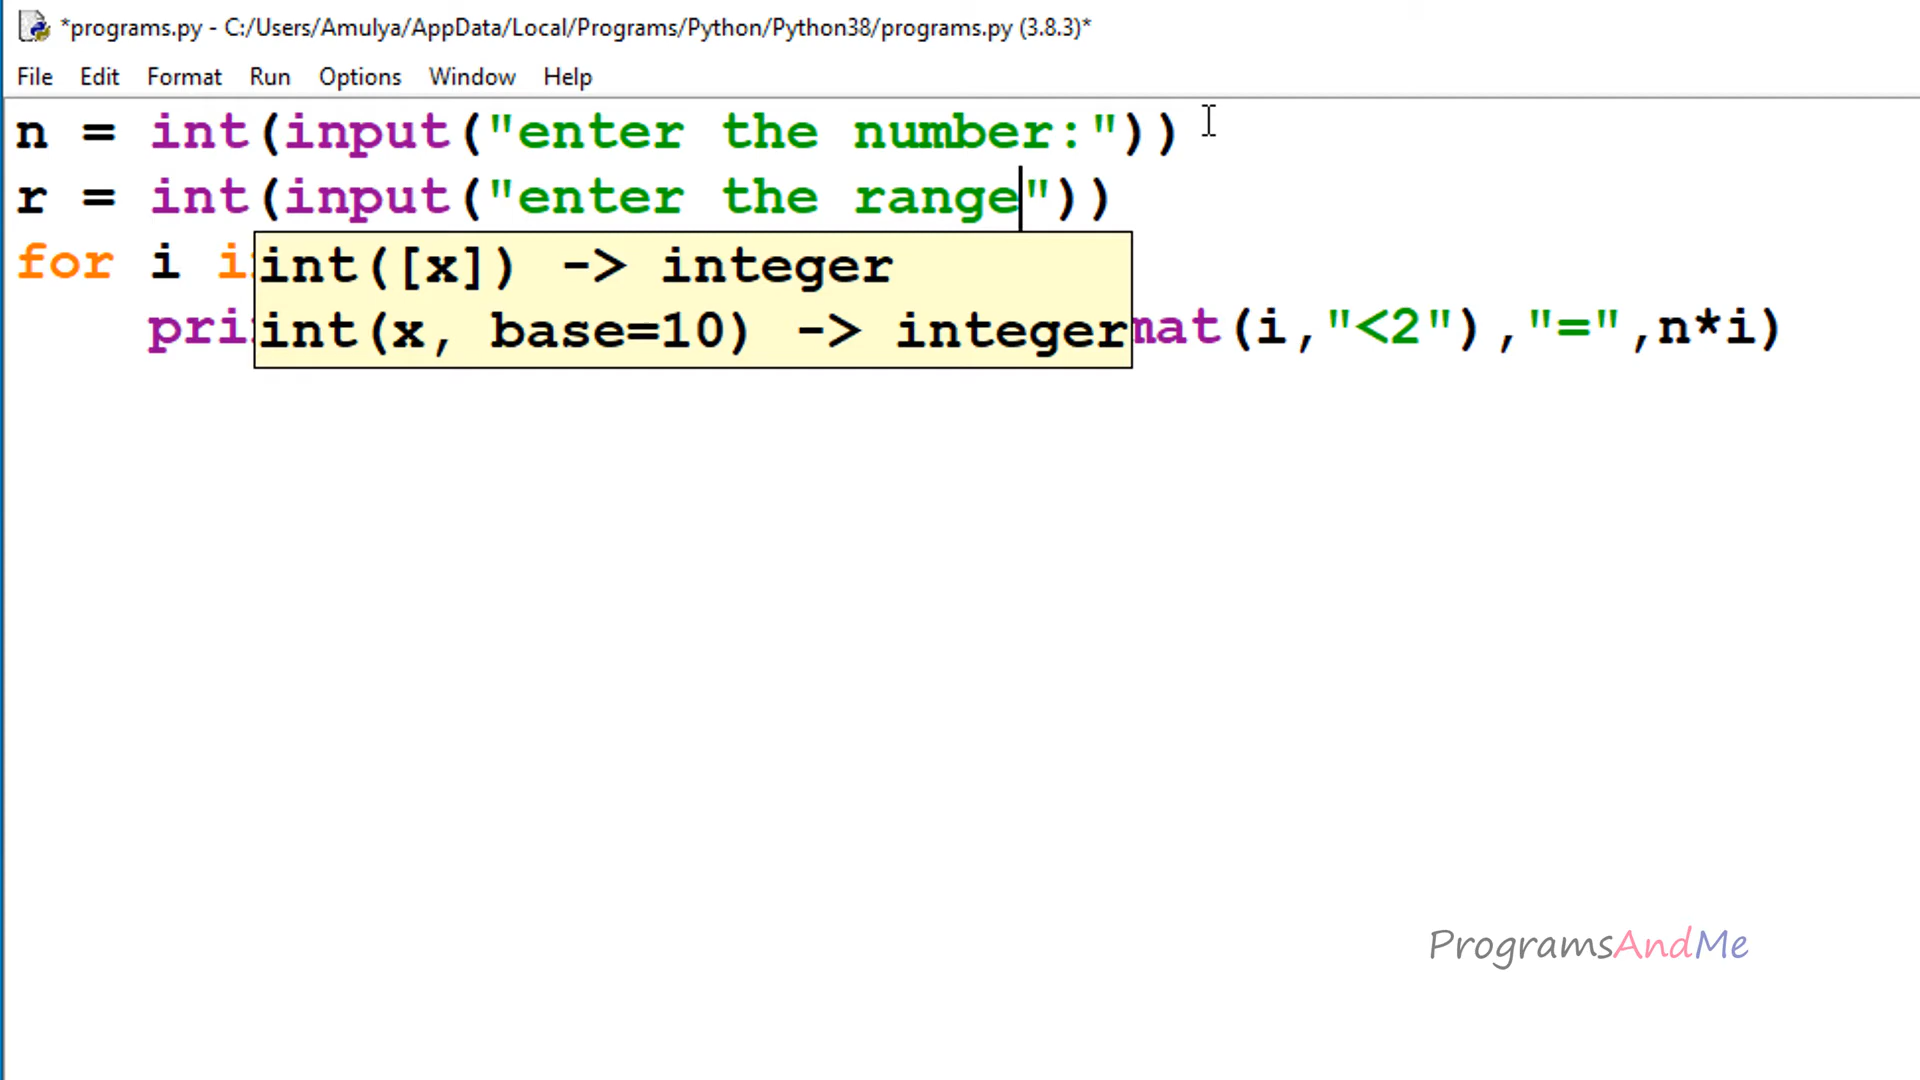 *programs.py - C:/Users/Amulya/AppData/Local/Programs/Python/Python38/programs.py (3.8.3)*
File Edit Format Run Options Window Help
n = int(input("enter the number:"))
r = int(input("enter the range"))
for i i
int([x]) -> integer
pri
int(x, base=10) -> integer
mat(i,"<2"),"=",n*i)
ProgramsAndMe